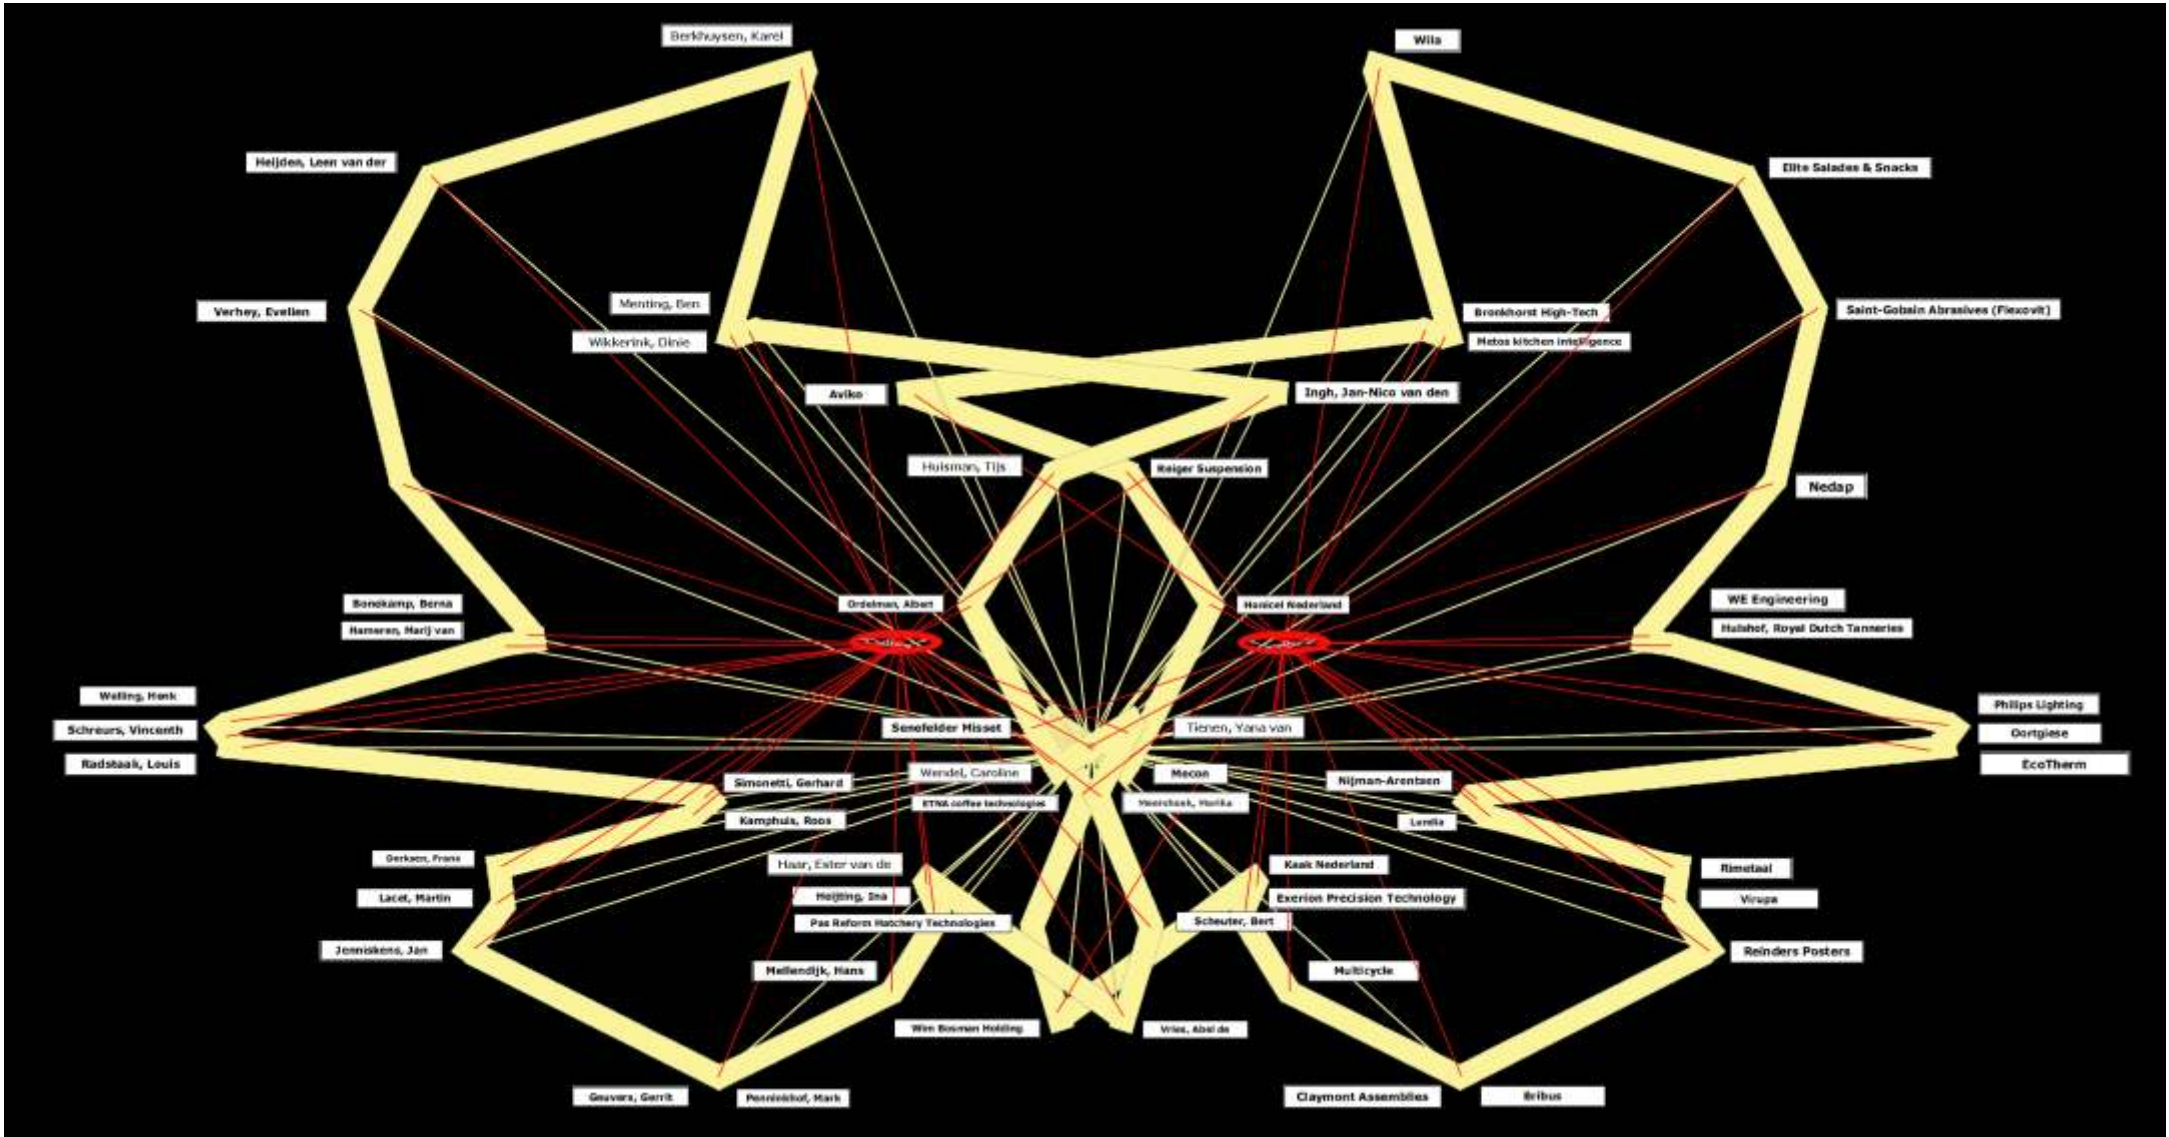 Berkhuysen, Karel
Wila
Heijden, Leen van der
Elite Salades & Snacks
Verhey, Evelien
Menting, Ben
Bronkhorst High-Tech
Saint-Gobain Abrasives (Flexovit)
Wikkerink, Dinie
Metos kitchen intelligence
Aviko
Ingh, Jan-Nico van den
Huisman, Tijs
Reiger Suspension
Nedap
Bonekamp, Berna
Ordelman, Albert
Hunicel Nederland
WE Engineering
Hameren, Marij van
Hulshof, Royal Dutch Tanneries
Welling, Henk
Philips Lighting
Schreurs, Vincenth
Senefelder Misset
Tienen, Yana van
Oortgiese
Radstaak, Louis
EcoTherm
Simonetti, Gerhard
Wendel, Caroline
Mecon
Nijman-Arentsen
ETNA coffee technologies
Kamphuis, Roos
Landia
Derksen, Frans
Haar, Ester van de
Kaak Nederland
Rimetaal
Lacet, Martin
Heijting, Ina
Exerion Precision Technology
Virupa
Pas Reform Hatchery Technologies
Scheuter, Bert
Jenniskens, Jan
Reinders Posters
Mellendijk, Hans
Multicycle
Wim Bosman Holding
Vries, Abel de
Geuvers, Gerrit
Penninkhof, Mark
Claymont Assemblies
Bribus